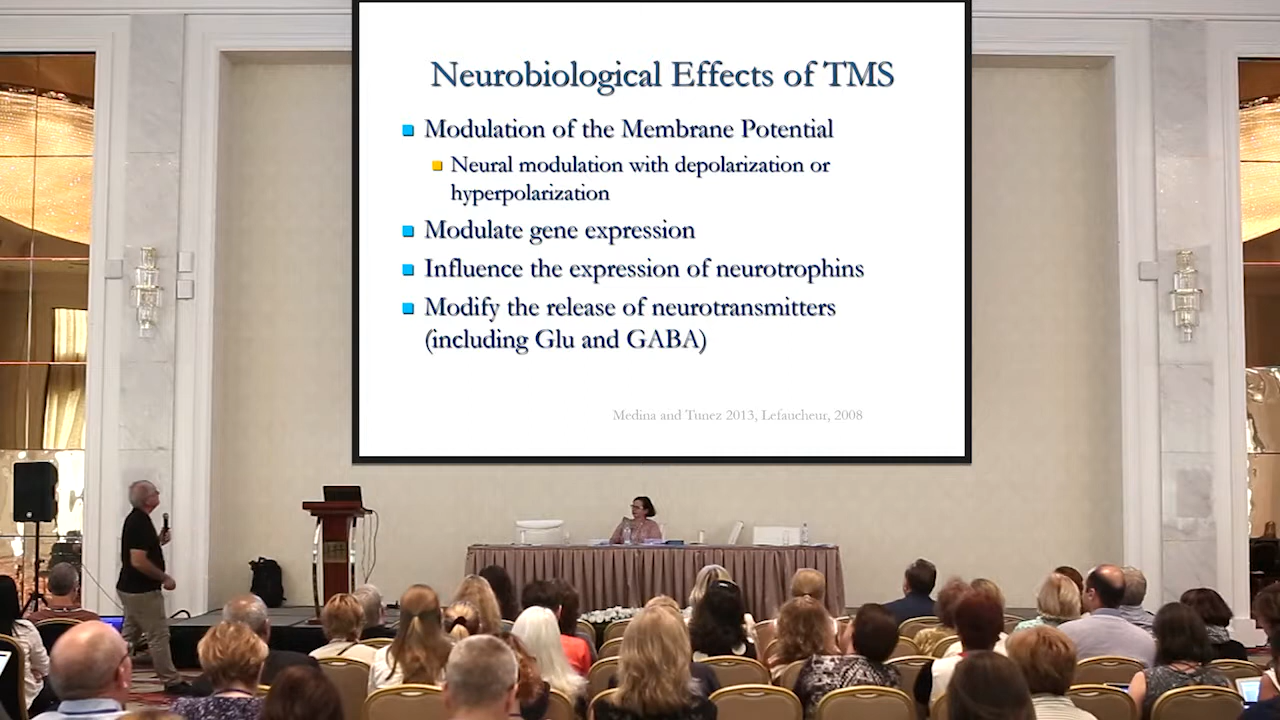 Neurobiological Effects of TMS
Modulation of the Membrane Potential
Neural modulation with depolarization or
hyperpolarization
Modulate gene expression
Influence the expression of neurotrophins
Modify the release of neurotransmitters
(including Glu and GABA)
Medina and Tunez 2013, Lefaucheur, 2008